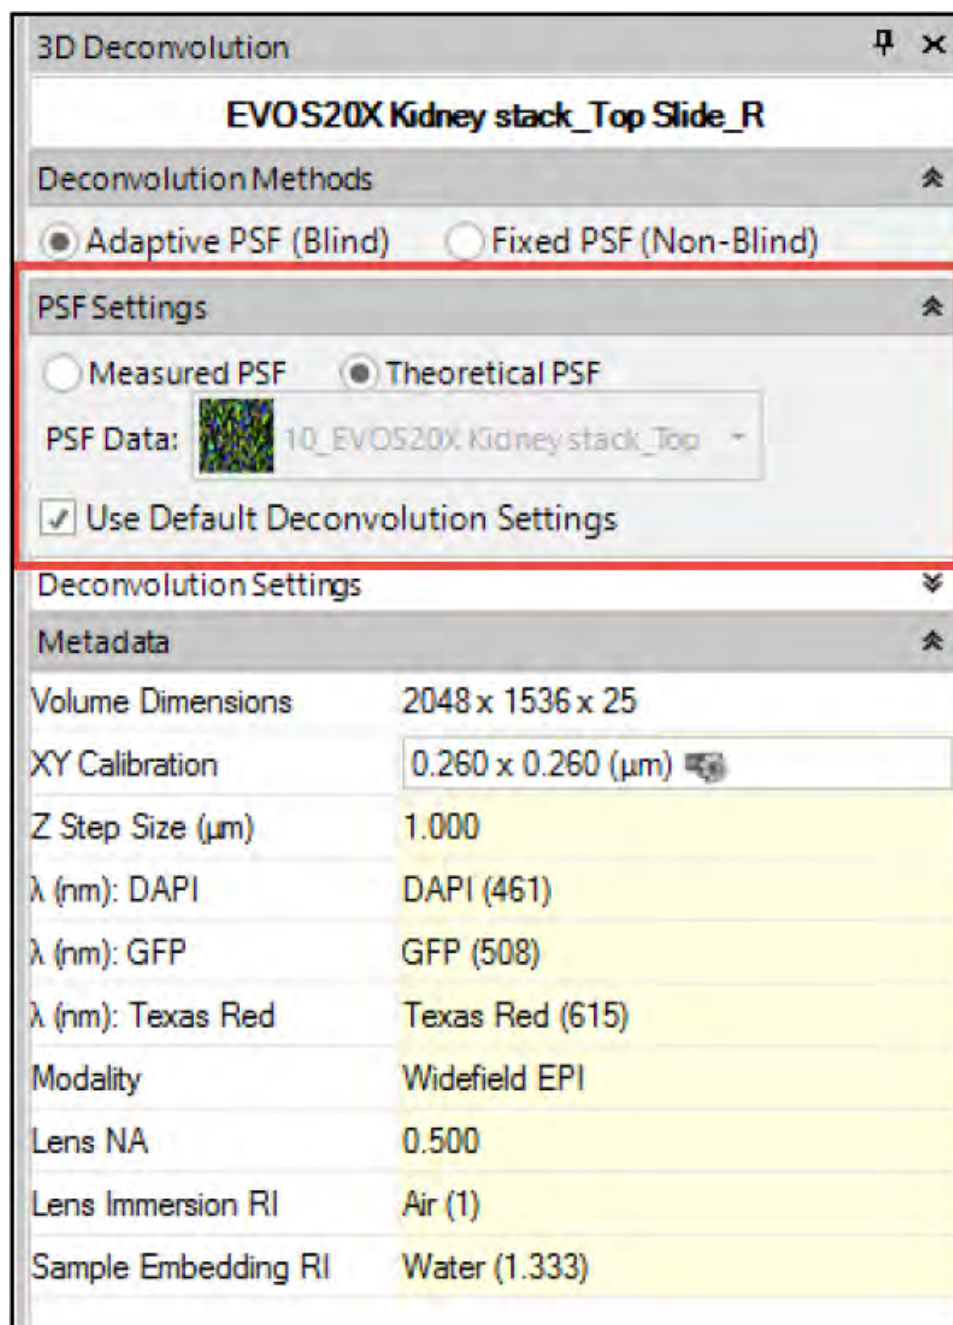 3D Deconvolution
EVOS20X Kidney stack_Top Slide_R
Deconvolution Methods
Adaptive PSF (Blind) Fixed PSF (Non-Blind)
PSF Settings
Measured PSF Theoretical PSF
PSF Data: 10_EVOS20X Kidney stack_Top
Use Default Deconvolution Settings
Deconvolution Settings
Metadata
Volume Dimensions 2048 x 1536 x 25
XY Calibration 0.260 x 0.260 (µm)
Z Step Size (µm) 1.000
λ (nm): DAPI DAPI (461)
λ (nm): GFP GFP (508)
λ (nm): Texas Red Texas Red (615)
Modality Widefield EPI
Lens NA 0.500
Lens Immersion RI Air (1)
Sample Embedding RI Water (1.333)